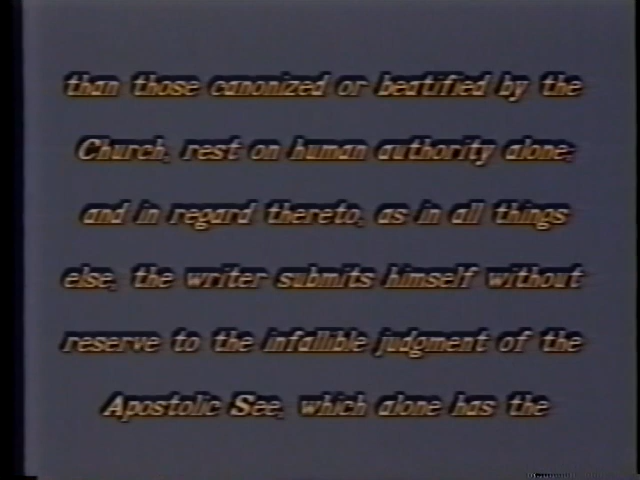 than those canonized or beatified by the
Church, rest on human authority alone;
and in regard thereto, as in all things
else, the writer submits himself without
reserve to the infallible judgment of the
Apostolic See, which alone has the